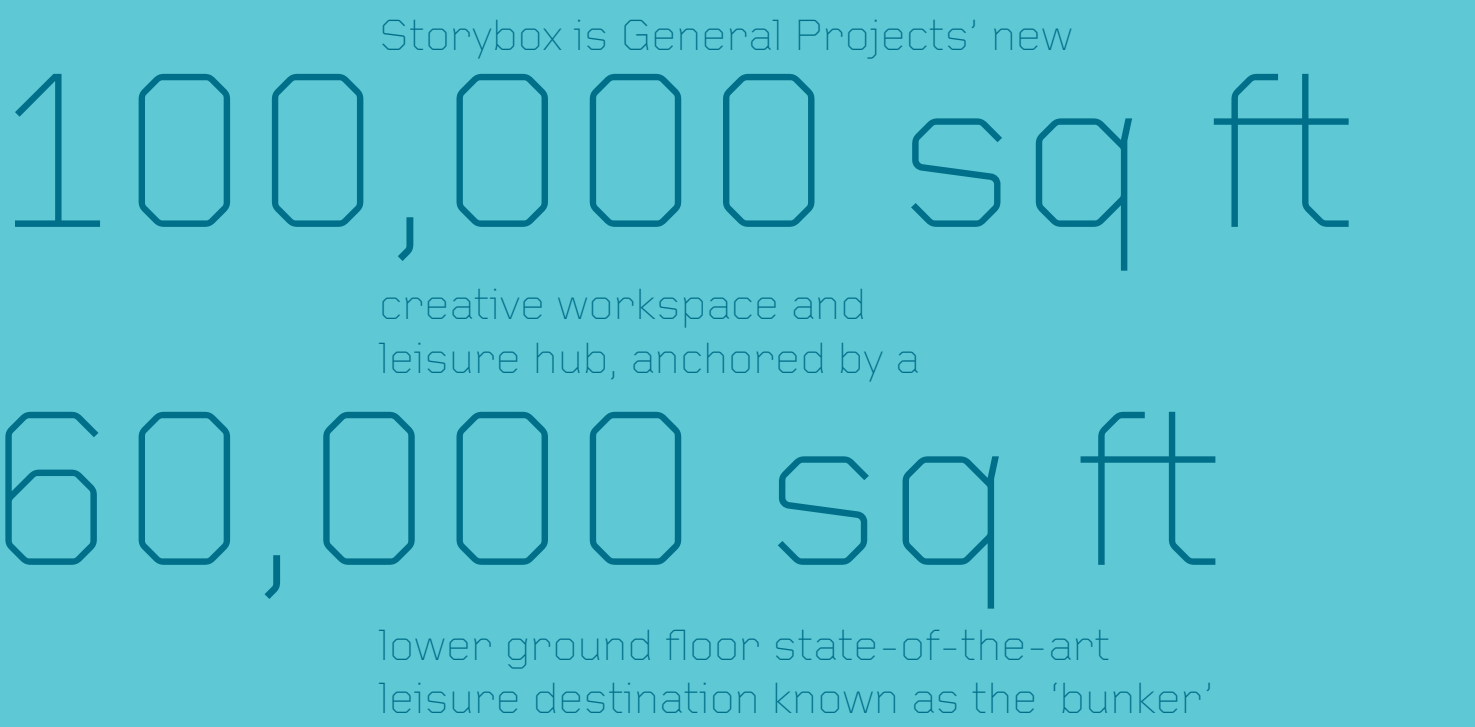 Storybox is General Projects’ new
100,000 sq ft
creative workspace and
leisure hub, anchored by a
60,000 sq ft
lower ground floor state-of-the-art
leisure destination known as the ‘bunker’